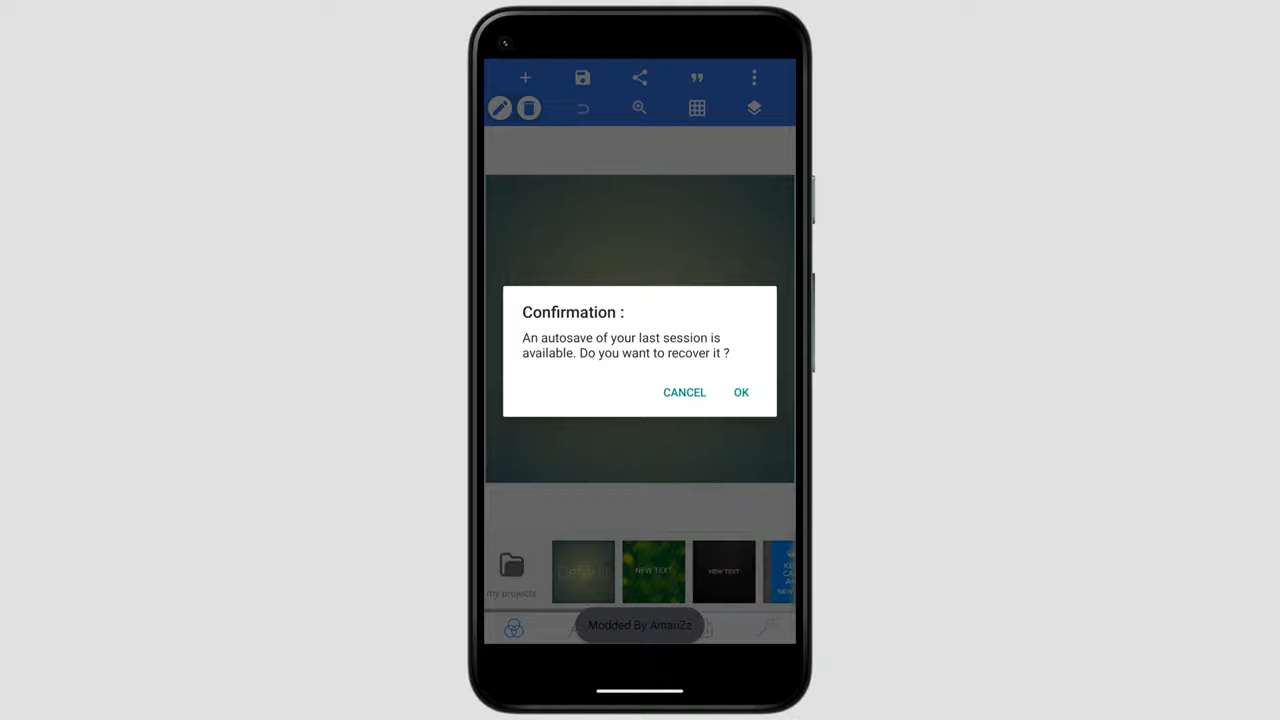 Confirmation :
An autosave of your last session is
available. Do you want to recover it ?
CANCEL OK
my projects
Default
NEW TEXT
NEW TEXT
Modded By AmanZz